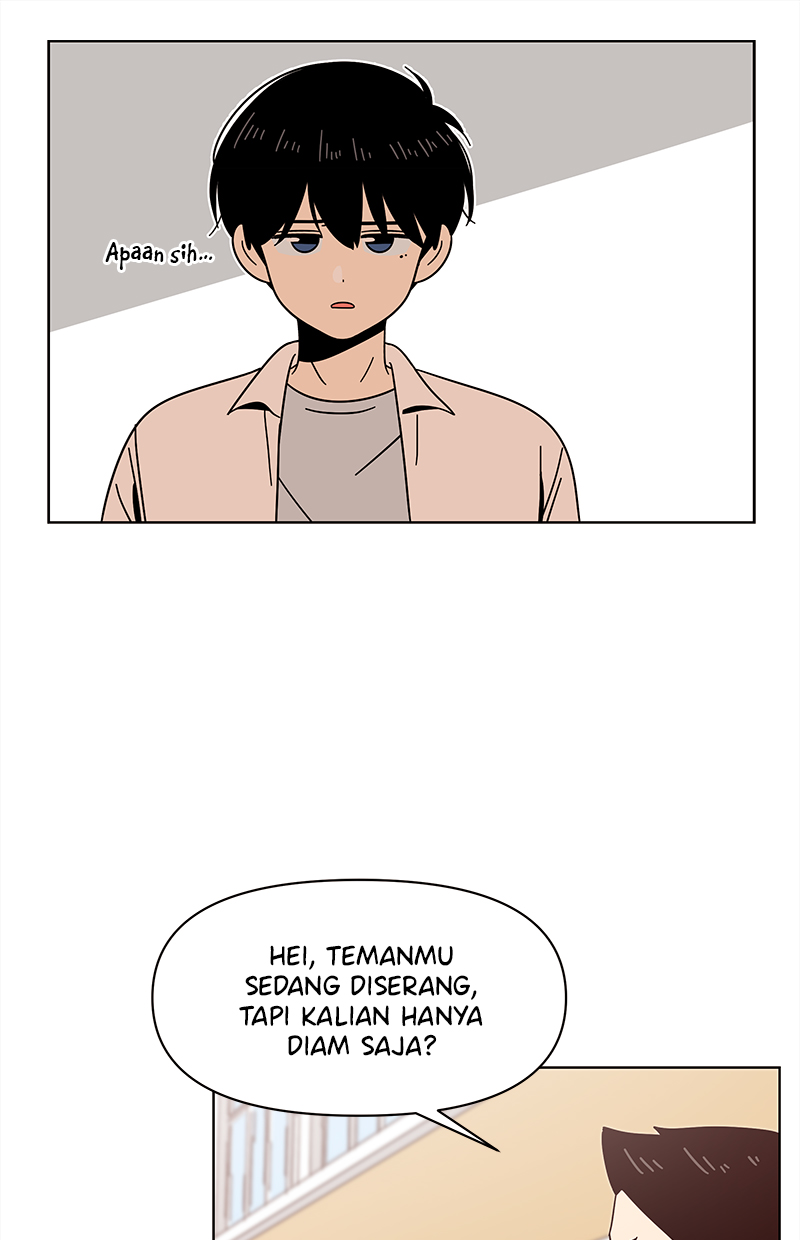 Apaan sih...
HEI, TEMANMU
SEDANG DISERANG,
TAPI KALIAN HANYA
DIAM SAJA?